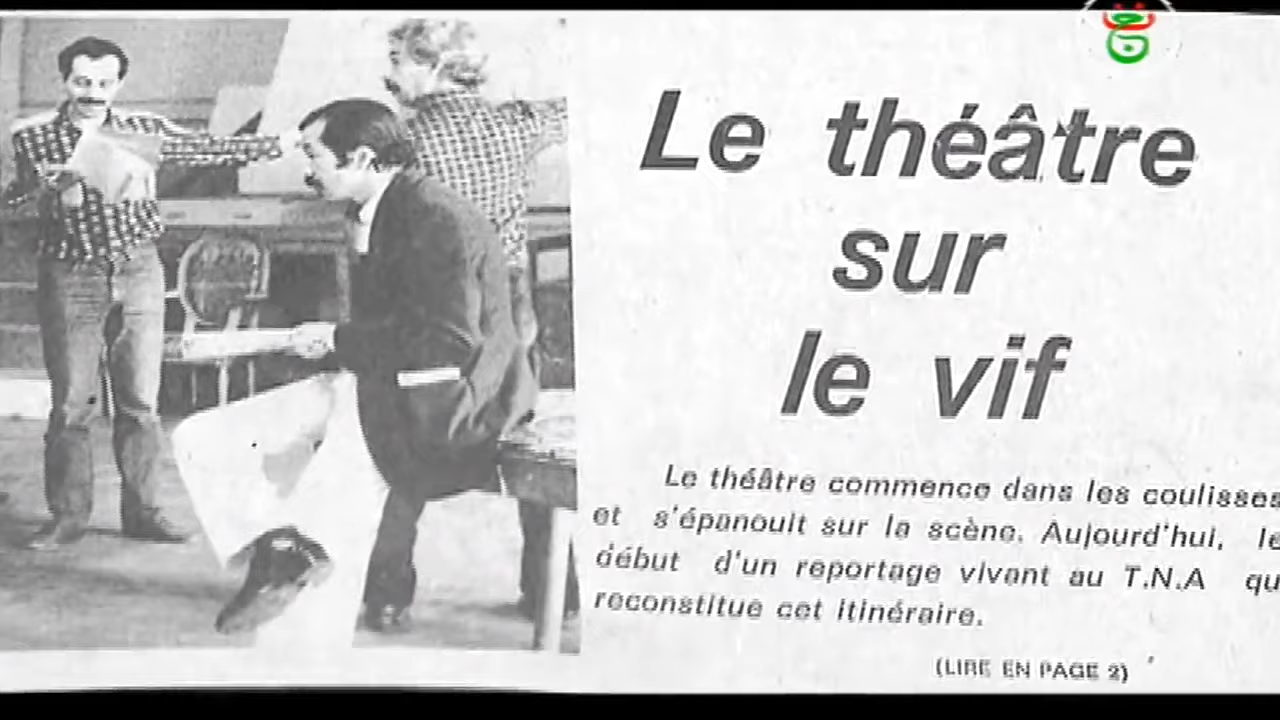 Le théâtre
sur
le vif
Le théâtre commence dans les coulisses
et s'épanouit sur la scène. Aujourd'hui, le
début d'un reportage vivant au T.N.A qu
reconstitue cet itinéraire.
(LIRE EN PAGE 2)